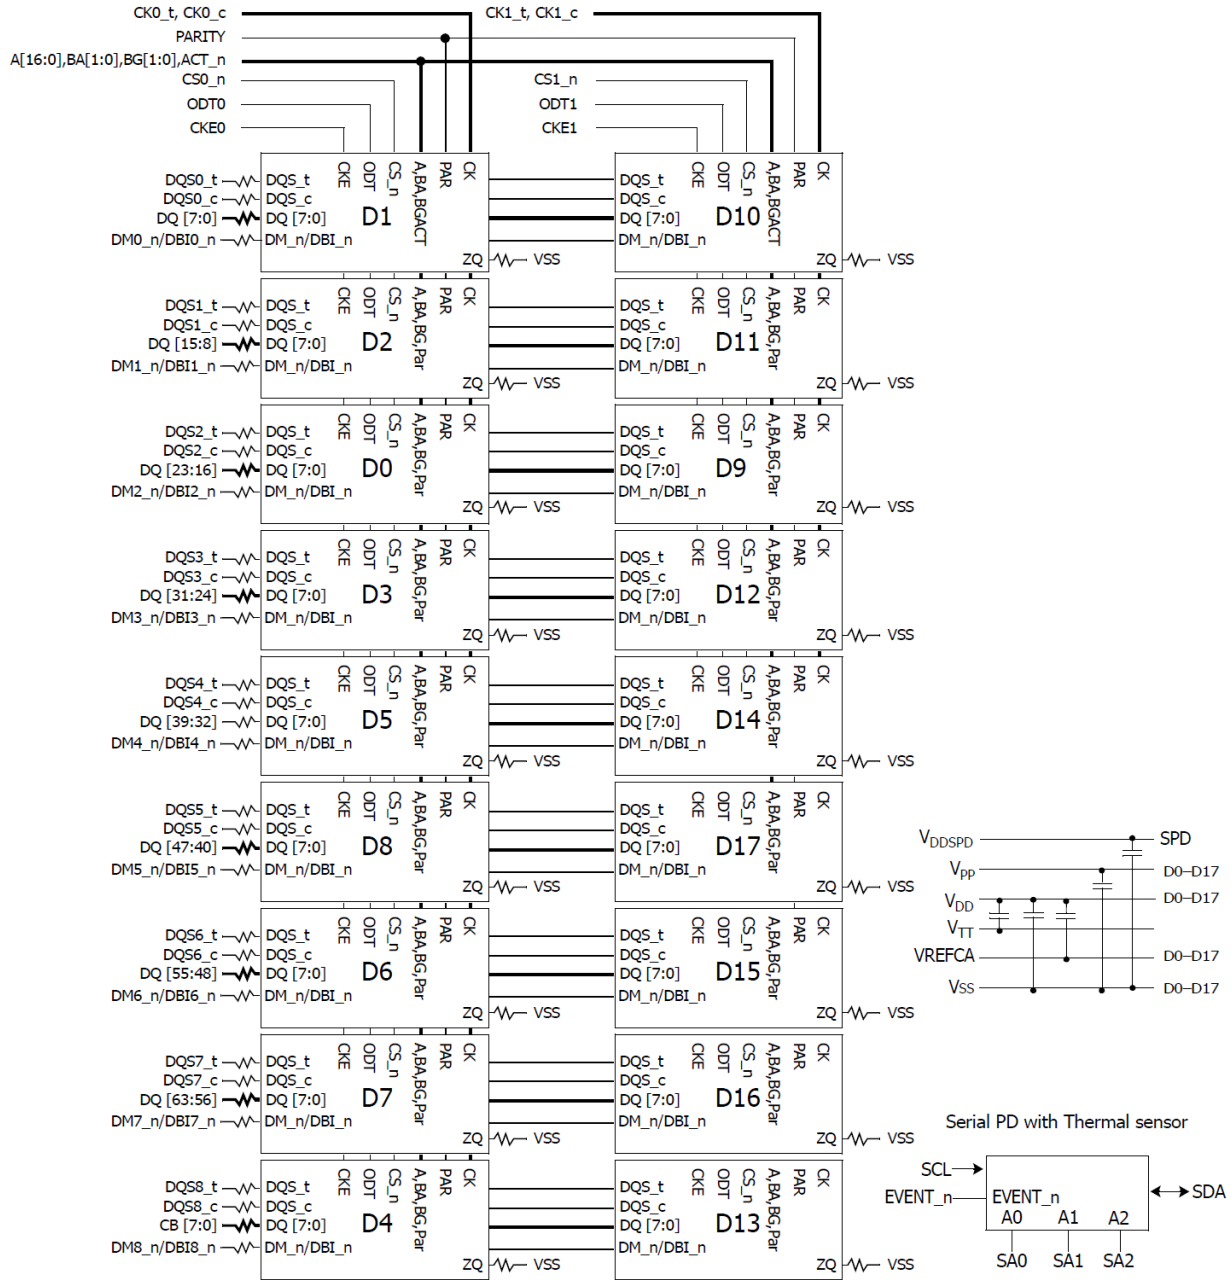 CK0_t, CK0_c CK1_t, CK1_c
PARITY
A[16:0],BA[1:0],BG[1:0],ACT_n
CS0_n CS1_n
ODT0 ODT1
CKE0 CKE1
CKE ODT CS_n A,BA,BGACT PAR CK CKE ODT CS_n A,BA,BGACT PAR CK
DQS0_t DQS_t DQS_t
DQS0_c DQS_c DQS_c
DQ [7:0] DQ [7:0] D1 DQ [7:0] D10
DM0_n/DBI0_n DM_n/DBI_n DM_n/DBI_n
ZQ VSS ZQ VSS
CKE ODT CS_n A,BA,BG,Par PAR CK CKE ODT CS_n A,BA,BG,Par PAR CK
DQS1_t DQS_t DQS_t
DQS1_c DQS_c DQS_c
DQ [15:8] DQ [7:0] D2 DQ [7:0] D11
DM1_n/DBI1_n DM_n/DBI_n DM_n/DBI_n
ZQ VSS ZQ VSS
CKE ODT CS_n A,BA,BG,Par PAR CK CKE ODT CS_n A,BA,BG,Par PAR CK
DQS2_t DQS_t DQS_t
DQS2_c DQS_c DQS_c
DQ [23:16] DQ [7:0] D0 DQ [7:0] D9
DM2_n/DBI2_n DM_n/DBI_n DM_n/DBI_n
ZQ VSS ZQ VSS
CKE ODT CS_n A,BA,BG,Par PAR CK CKE ODT CS_n A,BA,BG,Par PAR CK
DQS3_t DQS_t DQS_t
DQS3_c DQS_c DQS_c
DQ [31:24] DQ [7:0] D3 DQ [7:0] D12
DM3_n/DBI3_n DM_n/DBI_n DM_n/DBI_n
ZQ VSS ZQ VSS
CKE ODT CS_n A,BA,BG,Par PAR CK CKE ODT CS_n A,BA,BG,Par PAR CK
DQS4_t DQS_t DQS_t
DQS4_c DQS_c DQS_c
DQ [39:32] DQ [7:0] D5 DQ [7:0] D14
DM4_n/DBI4_n DM_n/DBI_n DM_n/DBI_n
ZQ VSS ZQ VSS
CKE ODT CS_n A,BA,BG,Par PAR CK CKE ODT CS_n A,BA,BG,Par PAR CK
DQS5_t DQS_t DQS_t
DQS5_c DQS_c DQS_c
DQ [47:40] DQ [7:0] D8 DQ [7:0] D17
DM5_n/DBI5_n DM_n/DBI_n DM_n/DBI_n
ZQ VSS ZQ VSS
CKE ODT CS_n A,BA,BG,Par PAR CK CKE ODT CS_n A,BA,BG,Par PAR CK
DQS6_t DQS_t DQS_t
DQS6_c DQS_c DQS_c
DQ [55:48] DQ [7:0] D6 DQ [7:0] D15
DM6_n/DBI6_n DM_n/DBI_n DM_n/DBI_n
ZQ VSS ZQ VSS
CKE ODT CS_n A,BA,BG,Par PAR CK CKE ODT CS_n A,BA,BG,Par PAR CK
DQS7_t DQS_t DQS_t
DQS7_c DQS_c DQS_c
DQ [63:56] DQ [7:0] D7 DQ [7:0] D16
DM7_n/DBI7_n DM_n/DBI_n DM_n/DBI_n
ZQ VSS ZQ VSS
CKE ODT CS_n A,BA,BG,Par PAR CK CKE ODT CS_n A,BA,BG,Par PAR CK
DQS8_t DQS_t DQS_t
DQS8_c DQS_c DQS_c
CB [7:0] DQ [7:0] D4 DQ [7:0] D13
DM8_n/DBI8_n DM_n/DBI_n DM_n/DBI_n
ZQ VSS ZQ VSS
VDDSPD SPD
VPP D0–D17
VDD D0–D17
VTT
VREFCA D0–D17
VSS D0–D17
Serial PD with Thermal sensor
SCL
EVENT_n EVENT_n SDA
A0 A1 A2
SA0 SA1 SA2